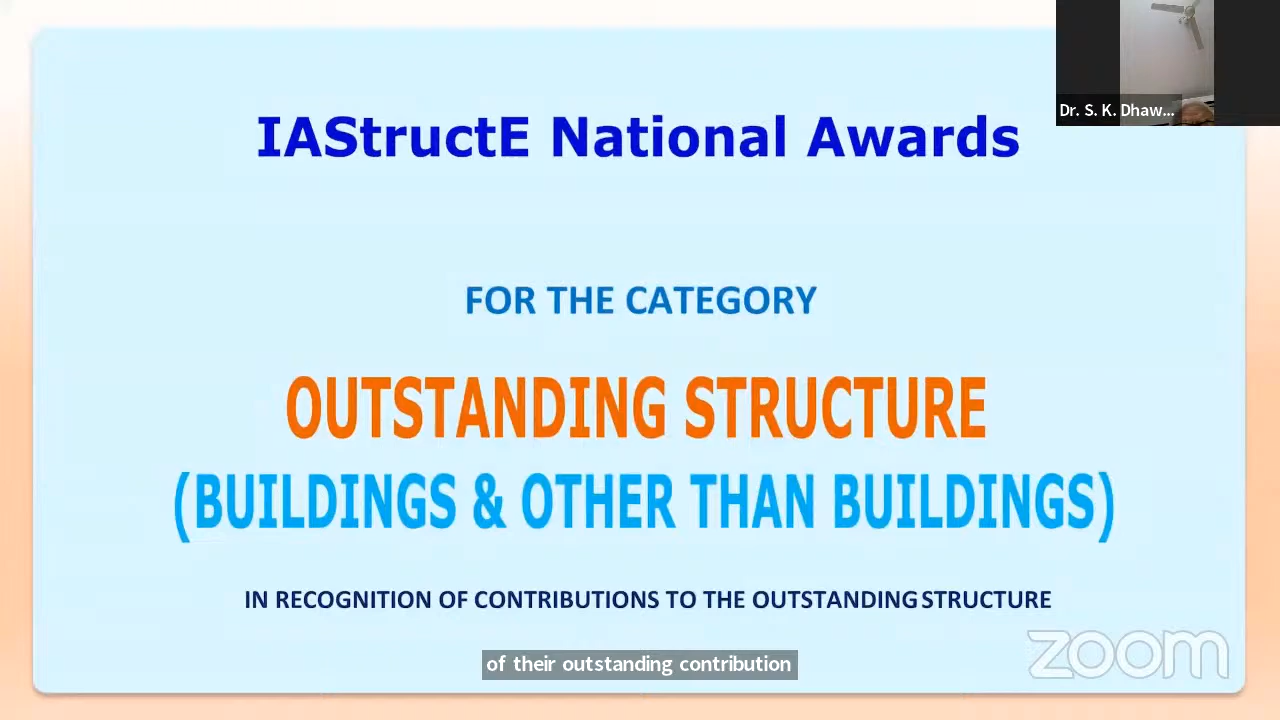 Dr. S. K. Dhaw...
IAStructE National Awards
FOR THE CATEGORY
OUTSTANDING STRUCTURE
(BUILDINGS & OTHER THAN BUILDINGS)
IN RECOGNITION OF CONTRIBUTIONS TO THE OUTSTANDING STRUCTURE
zoom
of their outstanding contribution